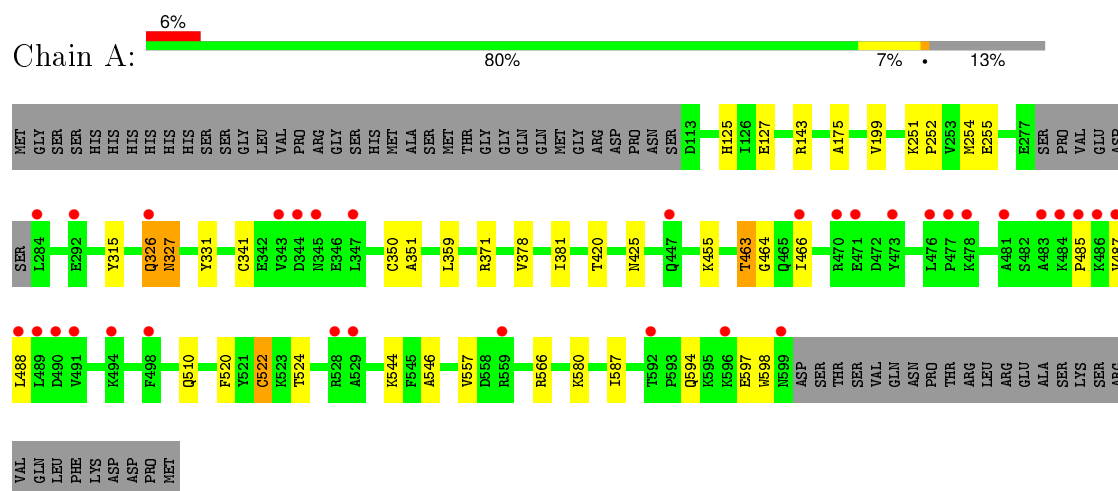 6%
Chain A:
80% 7% • 13%
MET GLY SER SER HIS HIS HIS HIS HIS HIS SER SER GLY LEU VAL PRO ARG GLY SER HIS MET ALA SER MET THR GLY GLY GLN GLN MET GLY ARG ASP PRO ASN SER D113 H125 I126 E127 R143 A175 V199 K251 P252 V253 M254 E255 E277 SER PRO VAL GLU ASP
SER L284 E292 Y315 Q326 N327 Y331 C341 E342 V343 D344 N345 E346 L347 C350 A351 L359 R371 V378 I381 T420 N425 Q447 K455 T463 G464 Q465 I466 R470 E471 D472 Y473 L476 P477 K478 A481 S482 A483 K484 P485 K486 V487
L488 L489 D490 V491 K494 F498 Q510 F520 Y521 C522 K523 T524 R528 A529 K544 F545 A546 V557 D558 R559 R566 K580 I587 T592 P593 Q594 K595 K596 E597 W598 N599 ASP SER THR SER VAL GLN ASN PRO THR ARG LEU ARG GLU ALA SER LYS SER ARG
VAL GLN LEU PHE LYS ASP ASP PRO MET